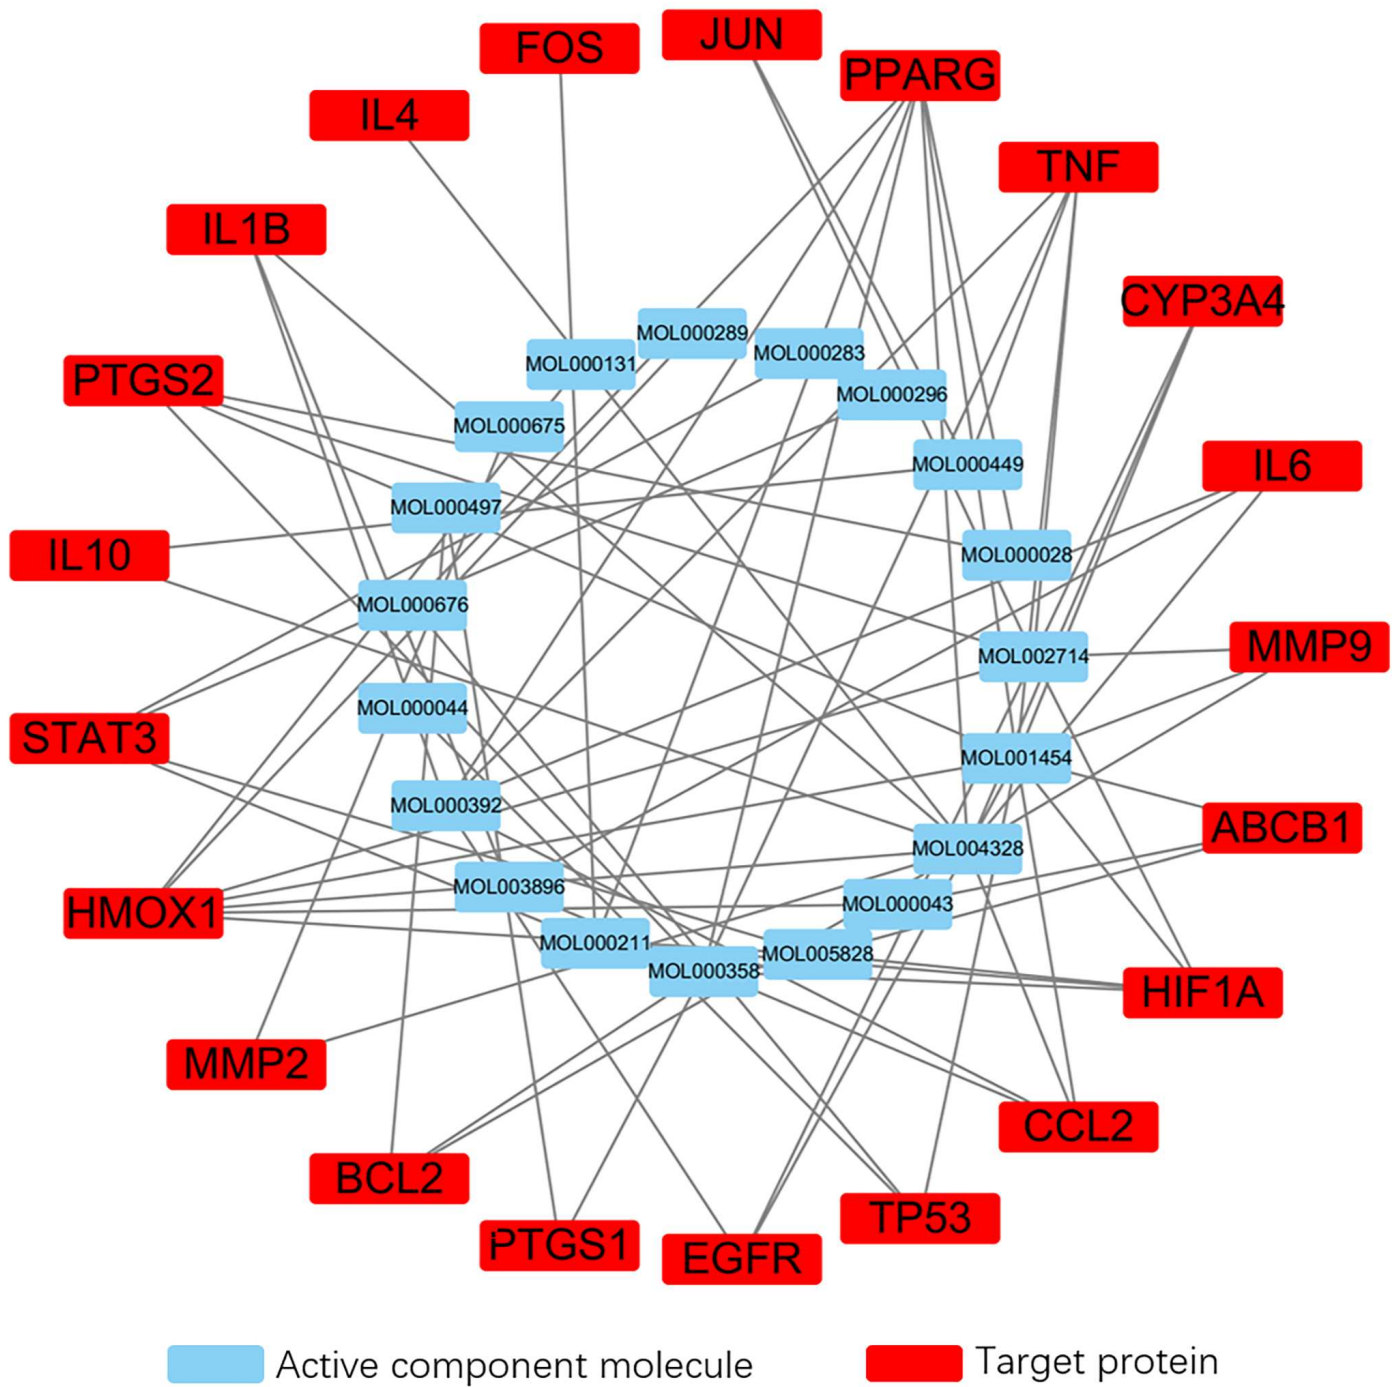 JUN
FOS
PPARG
IL4
TNF
IL1B
CYP3A4
MOL000289
MOL000283
MOL000131
PTGS2
MOL000296
MOL000675
MOL000449
IL6
MOL000497
IL10
MOL000028
MOL000676
MMP9
MOL002714
MOL000044
STAT3
MOL001454
MOL000392
ABCB1
MOL004328
MOL003896
MOL000043
HMOX1
MOL000211
MOL005828
MOL000358
HIF1A
MMP2
CCL2
BCL2
TP53
PTGS1
EGFR
Active component molecule
Target protein